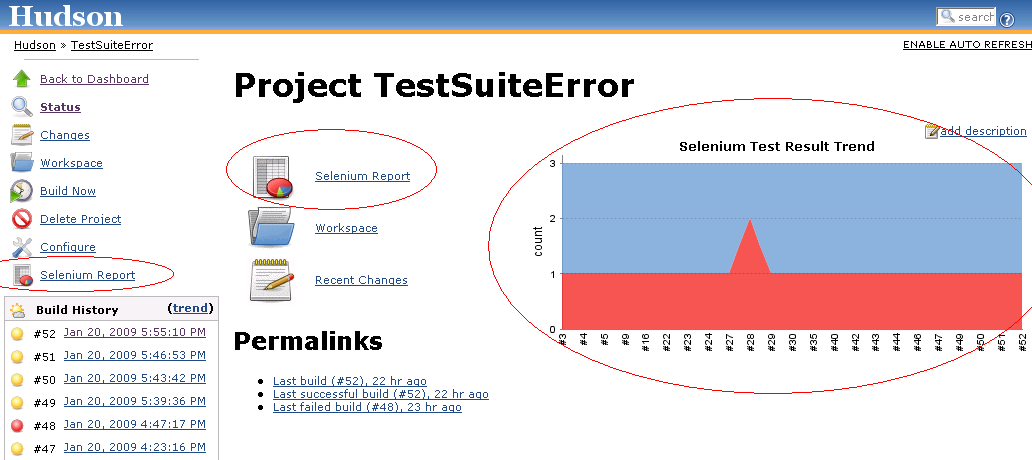 Hudson
search
Hudson » TestSuiteError
ENABLE AUTO REFRESH
Back to Dashboard
Status
Changes
Workspace
Build Now
Delete Project
Configure
Selenium Report
Build History (trend)
#52 Jan 20, 2009 5:55:10 PM
#51 Jan 20, 2009 5:46:53 PM
#50 Jan 20, 2009 5:43:42 PM
#49 Jan 20, 2009 5:39:36 PM
#48 Jan 20, 2009 4:47:17 PM
#47 Jan 20, 2009 4:23:16 PM
Project TestSuiteError
Selenium Report
Workspace
Recent Changes
Permalinks
Last build (#52), 22 hr ago
Last successful build (#52), 22 hr ago
Last failed build (#48), 23 hr ago
add description
Selenium Test Result Trend
count
3
2
1
0
#3 #4 #5 #9 #16 #22 #23 #24 #27 #28 #29 #30 #42 #43 #44 #46 #47 #48 #49 #50 #51 #52